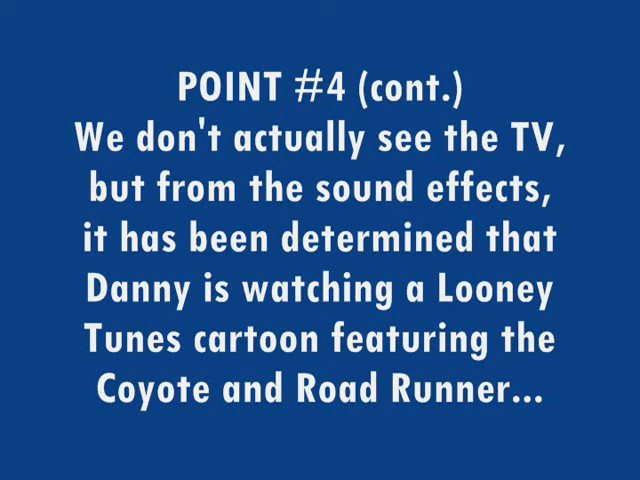 POINT #4 (cont.)
We don't actually see the TV,
but from the sound effects,
it has been determined that
Danny is watching a Looney
Tunes cartoon featuring the
Coyote and Road Runner...